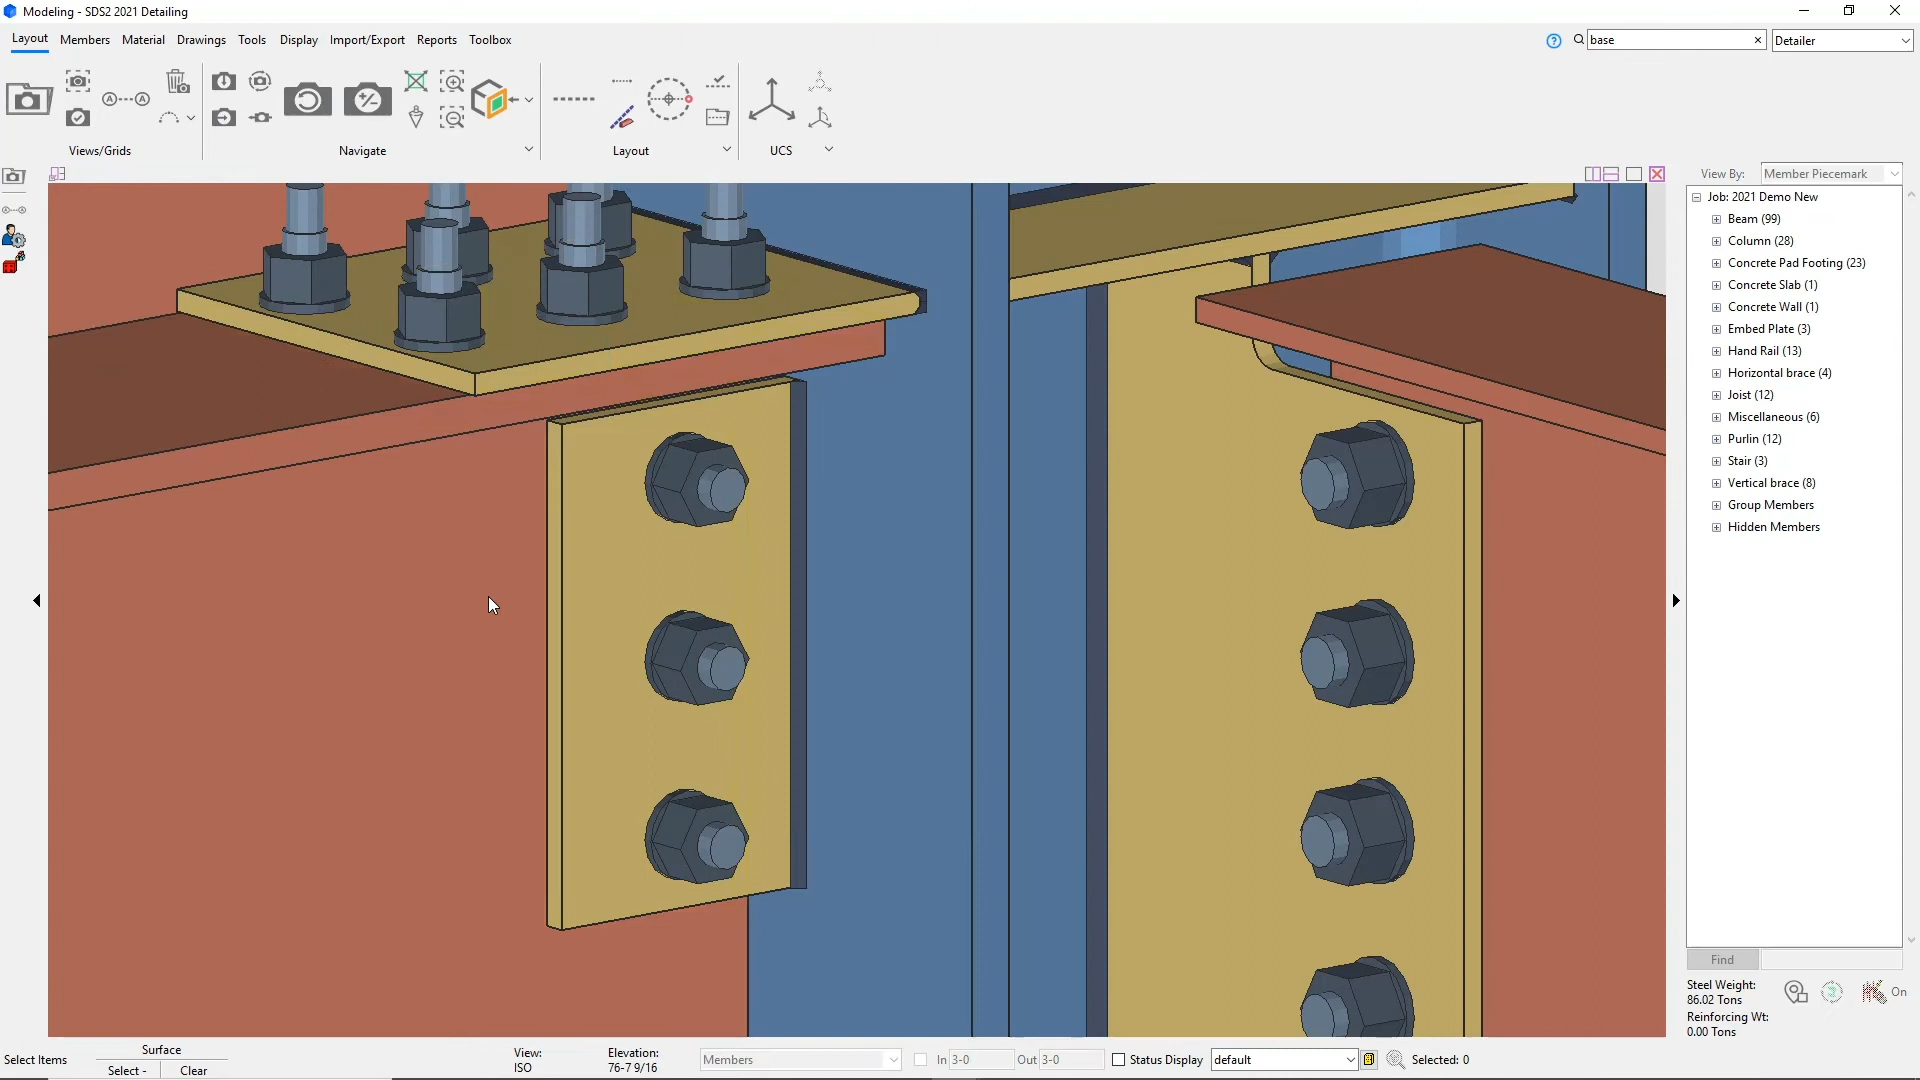 Modeling - SDS2 2021 Detailing
Layout Members Material Drawings Tools Display Import/Export Reports Toolbox
base
Detailer
Views/Grids
Navigate
Layout
UCS
View By: Member Piecemark
Job: 2021 Demo New
Beam (99)
Column (28)
Concrete Pad Footing (23)
Concrete Slab (1)
Concrete Wall (1)
Embed Plate (3)
Hand Rail (13)
Horizontal brace (4)
Joist (12)
Miscellaneous (6)
Purlin (12)
Stair (3)
Vertical brace (8)
Group Members
Hidden Members
Find
Steel Weight:
86.02 Tons
On
Reinforcing Wt:
0.00 Tons
Select Items
Surface
Select -
Clear
View:
ISO
Elevation:
76-7 9/16
Members
In 3-0
Out 3-0
Status Display
default
Selected: 0